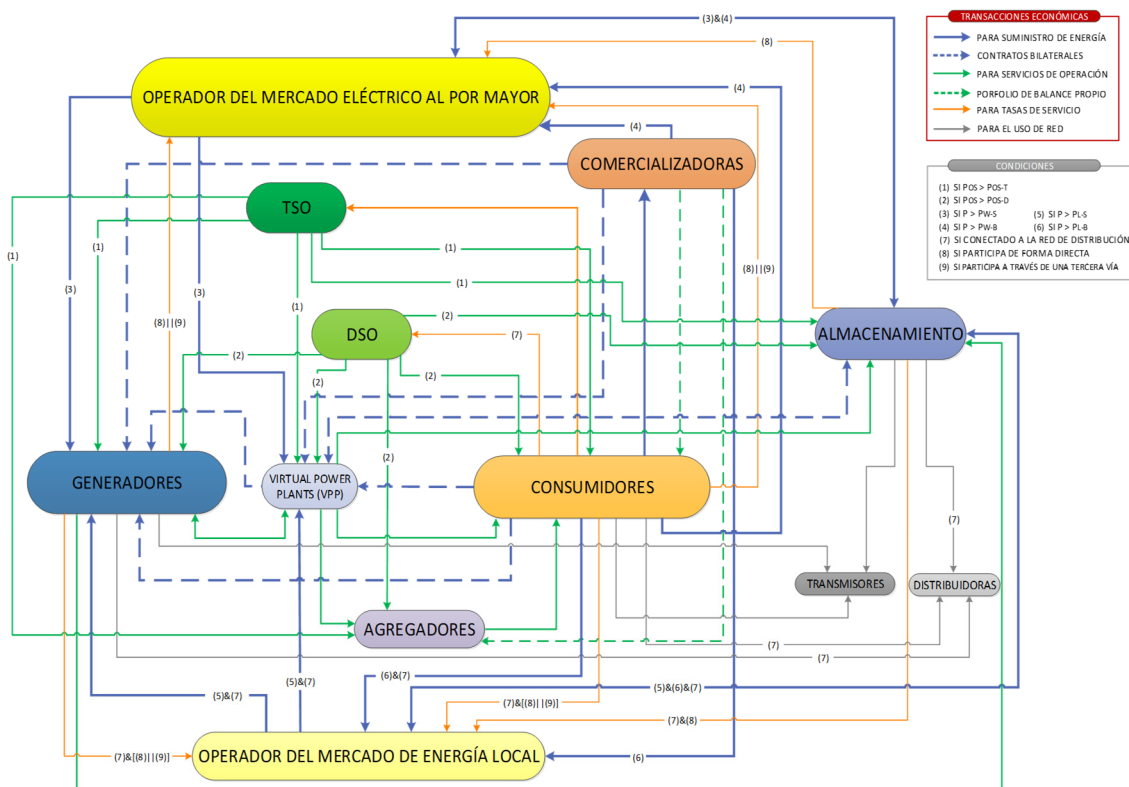 (3)&(4)
TRANSACCIONES ECONÓMICAS
PARA SUMINISTRO DE ENERGÍA
CONTRATOS BILATERALES
PARA SERVICIOS DE OPERACIÓN
PORFOLIO DE BALANCE PROPIO
PARA TASAS DE SERVICIO
PARA EL USO DE RED
(8)
OPERADOR DEL MERCADO ELÉCTRICO AL POR MAYOR
(4)
(4)
COMERCIALIZADORAS
CONDICIONES
(1) SI POS > POS-T
(2) SI POS > POS-D
(3) SI P > PW-S (5) SI P > PL-S
(4) SI P > PW-B (6) SI P > PL-B
(7) SI CONECTADO A LA RED DE DISTRIBUCIÓN
(8) SI PARTICIPA DE FORMA DIRECTA
(9) SI PARTICIPA A TRAVÉS DE UNA TERCERA VÍA
TSO
(1)
(1)
(1)
(1)
(8)||(9)
(3)
(3)
(1)
(8)||(9)
DSO
(2)
(7)
ALMACENAMIENTO
(2)
(2)
(2)
(2)
GENERADORES
VIRTUAL POWER
PLANTS (VPP)
CONSUMIDORES
(7)
TRANSMISORES
DISTRIBUIDORAS
AGREGADORES
(7)
(7)
(5)&(7)
(5)&(7)
(6)&(7)
(5)&(6)&(7)
(7)&[(8)||(9)]
(7)&(8)
(7)&[(8)||(9)]
OPERADOR DEL MERCADO DE ENERGÍA LOCAL
(6)